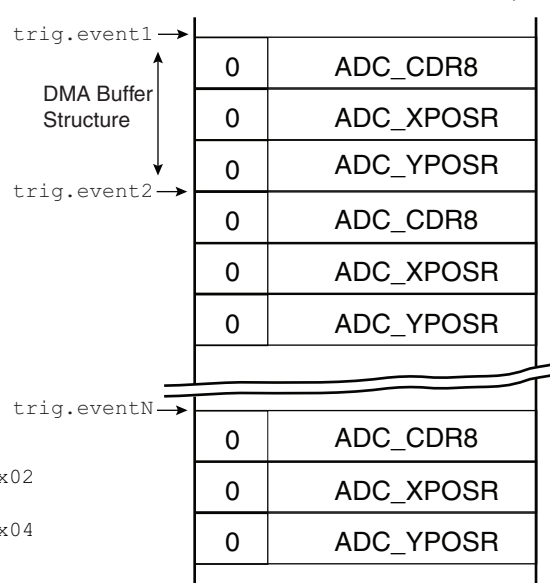 trig.event1
0 ADC_CDR8
DMA Buffer
Structure
0 ADC_XPOSR
0 ADC_YPOSR
trig.event2
0 ADC_CDR8
0 ADC_XPOSR
0 ADC_YPOSR
trig.eventN
0 ADC_CDR8
x02
0 ADC_XPOSR
x04
0 ADC_YPOSR